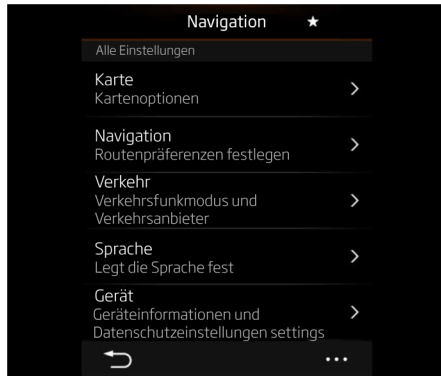 Navigation
Alle Einstellungen
Karte
Kartenoptionen
Navigation
Routenpräferenzen festlegen
Verkehr
Verkehrsfunkmodus und
Verkehrsanbieter
Sprache
Legt die Sprache fest
Gerät
Geräteinformationen und
Datenschutzeinstellungen settings